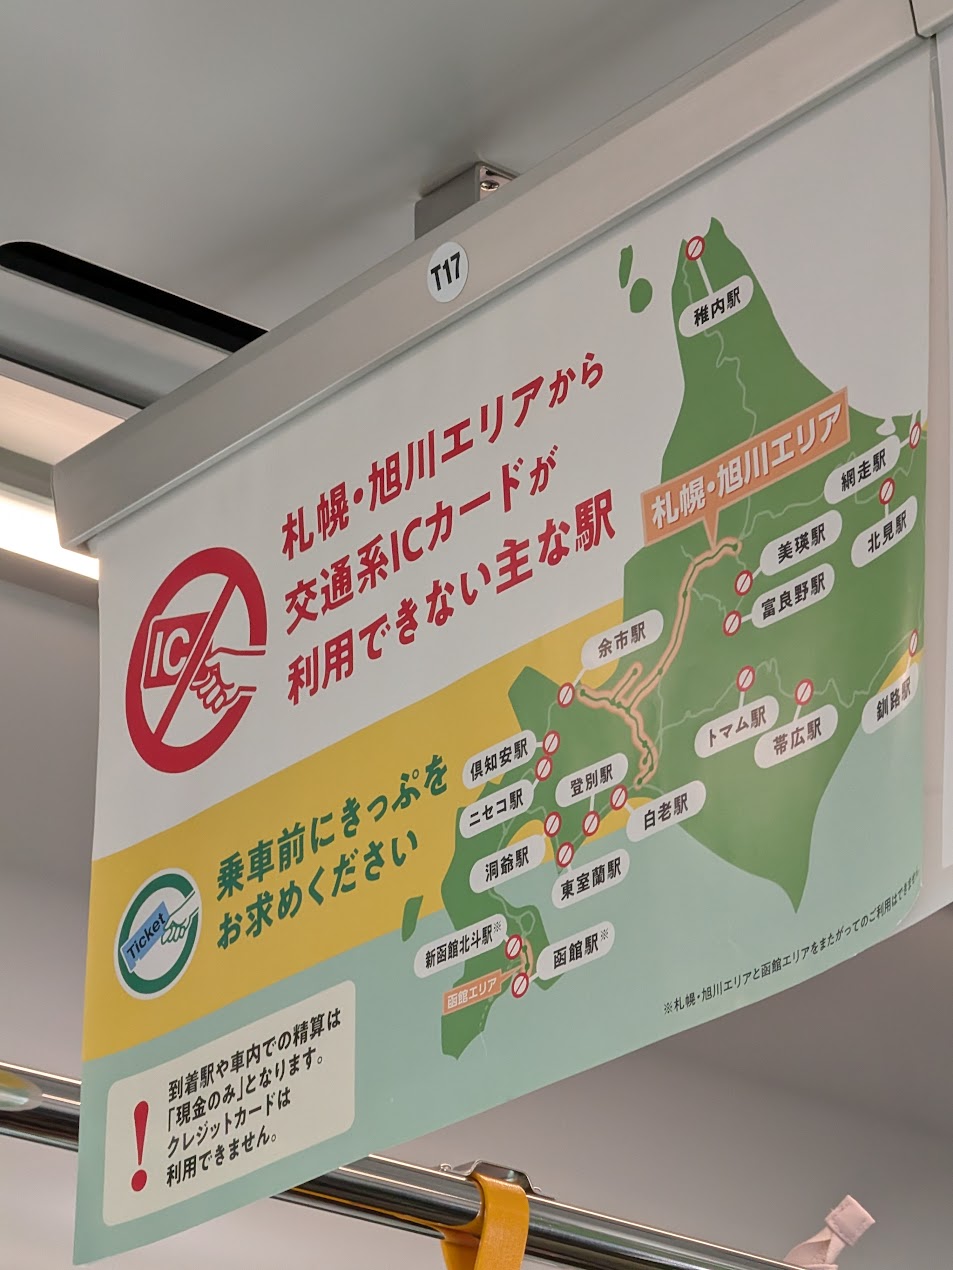 T17
札幌・旭川エリアから
交通系ICカードが
利用できない主な駅
IC
乗車前にきっぷを
お求めください
Ticket
!
到着駅や車内での精算は
「現金のみ」となります。
クレジットカードは
利用できません。
稚内駅
札幌・旭川エリア
網走駅
北見駅
美瑛駅
富良野駅
余市駅
トマム駅
帯広駅
釧路駅
倶知安駅
ニセコ駅
登別駅
白老駅
洞爺駅
東室蘭駅
新函館北斗駅※
函館駅※
函館エリア
※札幌・旭川エリアと函館エリアをまたがってのご利用はできませ